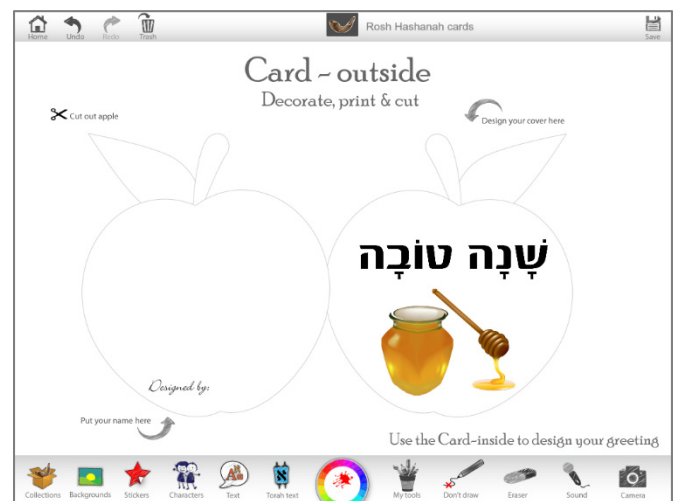 Home Undo Redo Trash Rosh Hashanah cards Save
Card ~ outside
Decorate, print & cut
Cut out apple
Design your cover here
שָׁנָה טוֹבָה
Designed by:
Put your name here
Use the Card-inside to design your greeting
Collections Backgrounds Stickers Characters Text Torah text My tools Don't draw Eraser Sound Camera